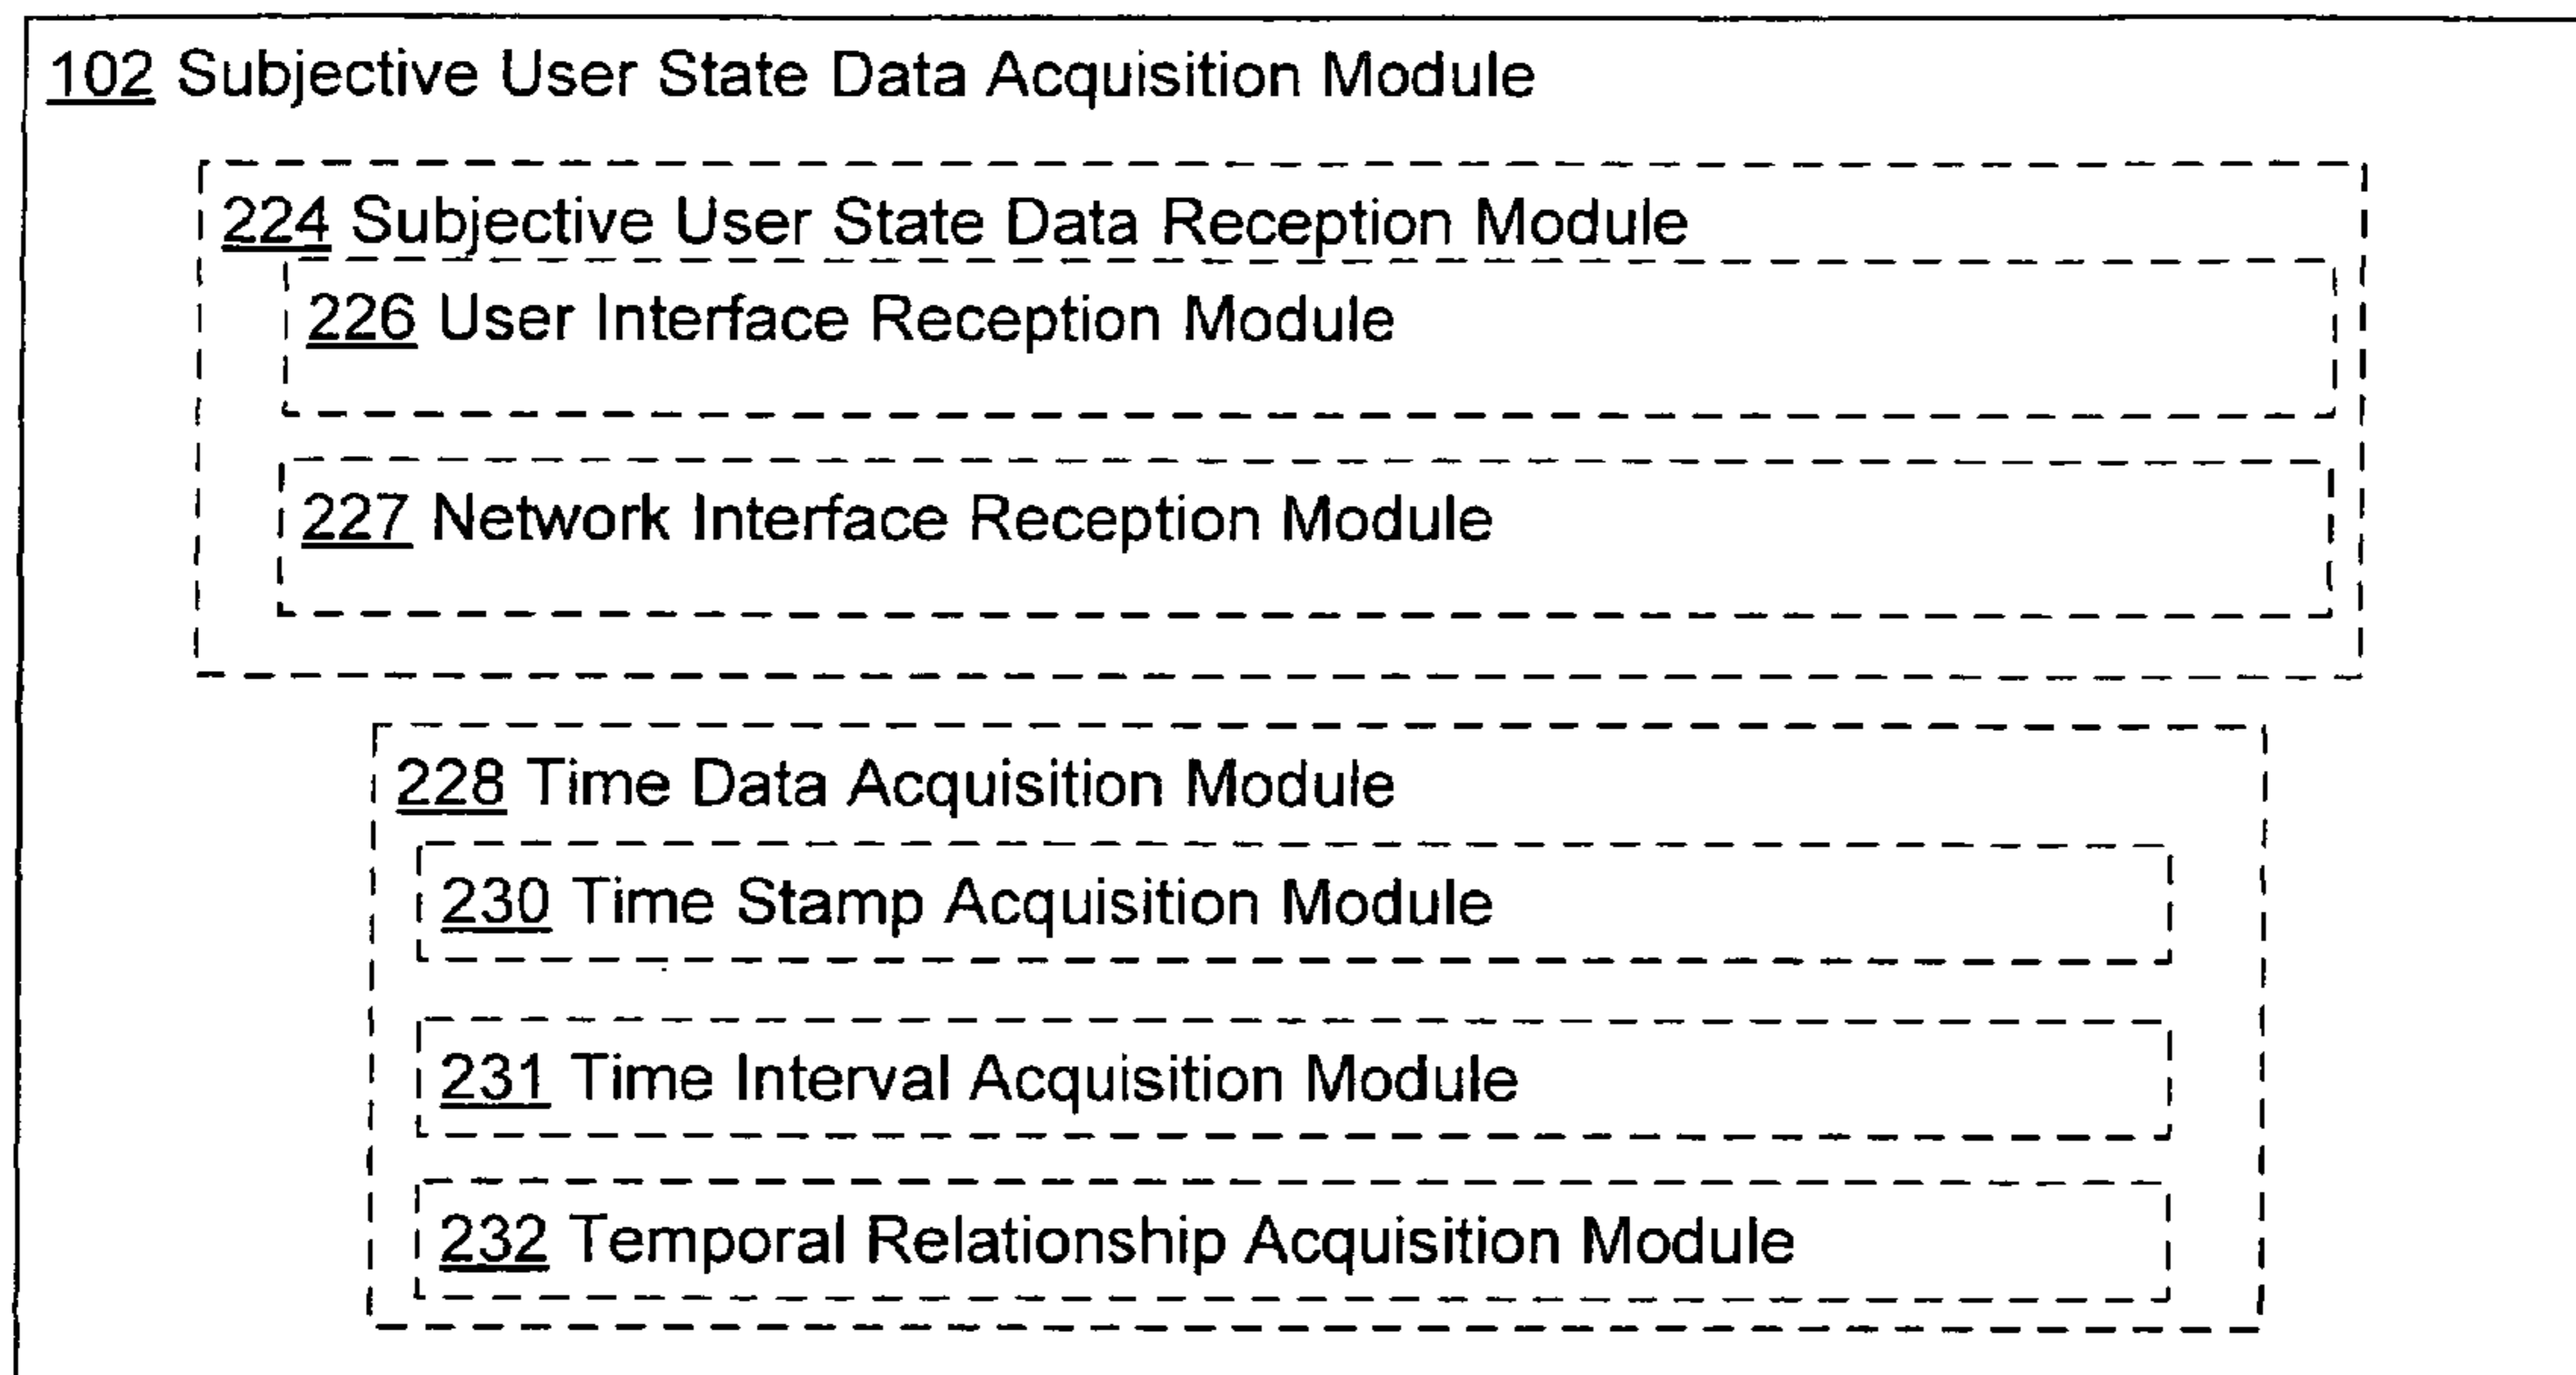 102 Subjective User State Data Acquisition Module
224 Subjective User State Data Reception Module
226 User Interface Reception Module
227 Network Interface Reception Module
228 Time Data Acquisition Module
230 Time Stamp Acquisition Module
231 Time Interval Acquisition Module
232 Temporal Relationship Acquisition Module